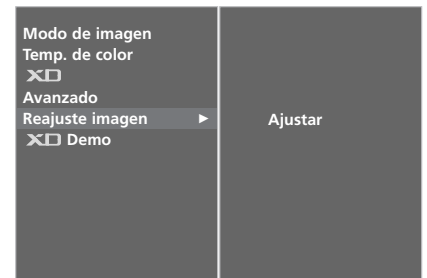 Modo de imagen
Temp. de color
XD
Avanzado
Reajuste imagen ►
Ajustar
XD Demo